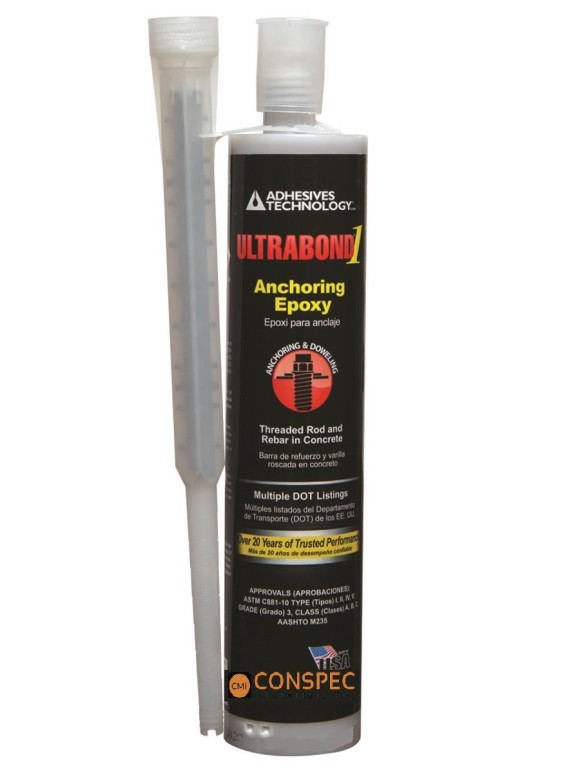 ADHESIVES
TECHNOLOGY
ULTRABOND 1
Anchoring
Epoxy
Epoxi para anclaje
ANCHORING & DOWELING
Threaded Rod and
Rebar in Concrete
Barra de refuerzo y varilla
roscada en concreto
Multiple DOT Listings
Múltiples listados del Departamento
de Transporte (DOT) de los EE. UU.
Over 20 Years of Trusted Performance
Más de 20 años de desempeño confiable
APPROVALS (APROBACIONES)
ASTM C881-10 TYPE (Tipos) I, II, IV, V
GRADE (Grado) 3, CLASS (Clases) A, B, C
AASHTO M235
USA
CMI CONSPEC